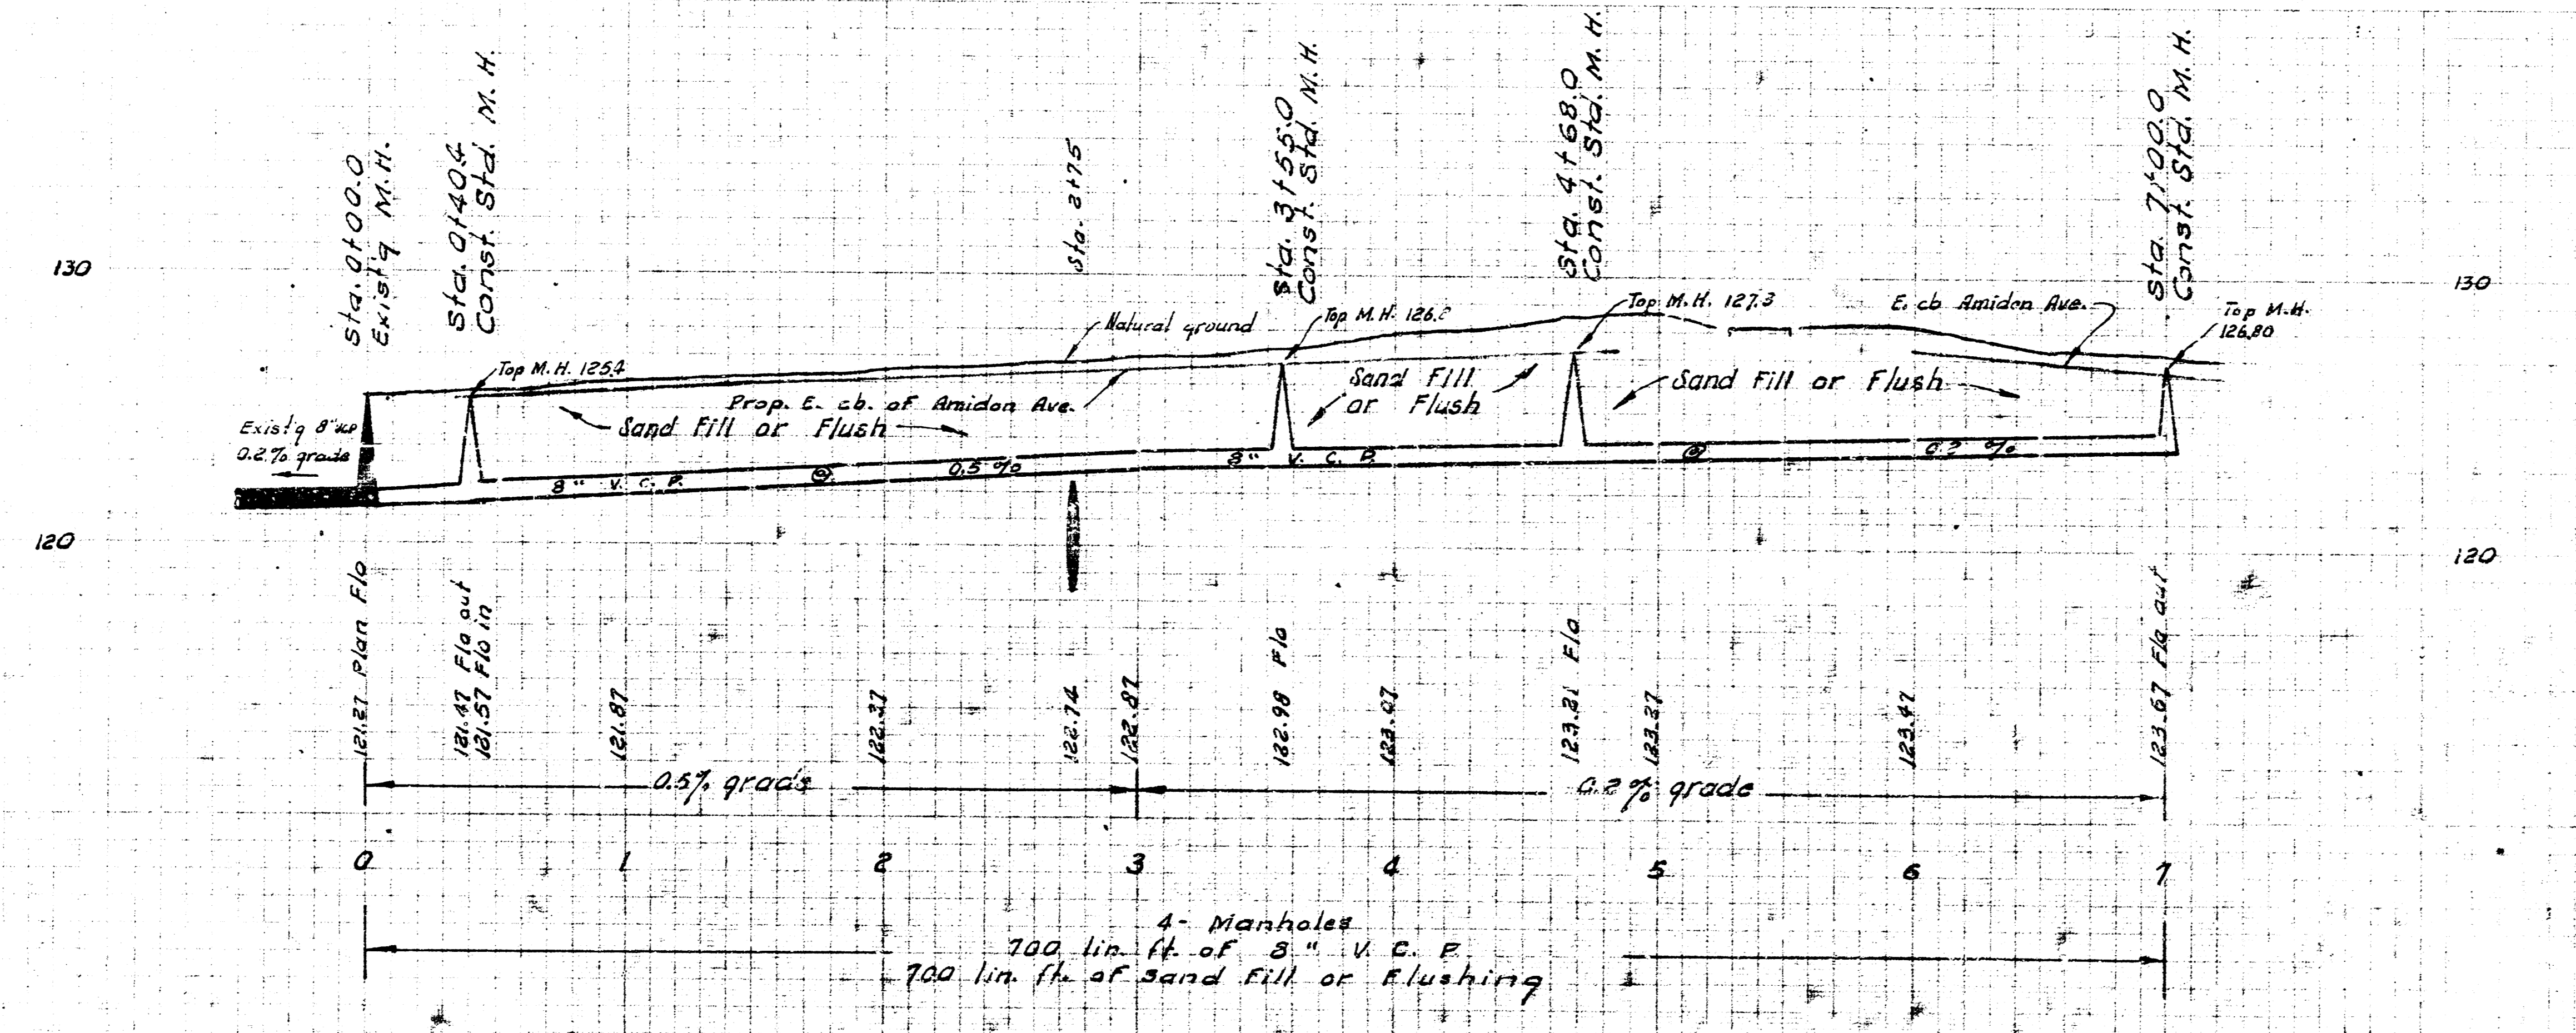 Sta. 0+00.0
Exist'g M.H.
Sta. 0+40.4
Const. Std. M. H.
Sta. 2+75
Sta. 3+55.0
Const. Std. M.H.
Sta. 4+68.0
Const. Std. M.H.
Sta. 7+00.0
Const. Std. M. H.
130
130
Top M.H. 125.4
Natural ground
Top M.H. 126.
Top M.H. 127.3
E. cb Amidon Ave.
Top M.H.
126.80
Exist'g 8" VCP
0.2% grade
Prop. E. cb. of Amidon Ave.
Sand Fill or Flush
Sand Fill
or Flush
Sand Fill or Flush
8" V. C. P. @ 0.5 %
8" V. C. P. @ 0.2 %
120
120
121.27 Plan Flo
121.47 Flo out
121.57 Flo in
121.87
122.37
122.74
122.87
122.98 Flo
123.07
123.21 Flo
123.27
123.47
123.67 Flo out
0.5% grade
0.2% grade
0 1 2 3 4 5 6 7
4- Manholes
700 lin. ft. of 8" V. C. P.
700 lin. ft. of Sand Fill or Flushing